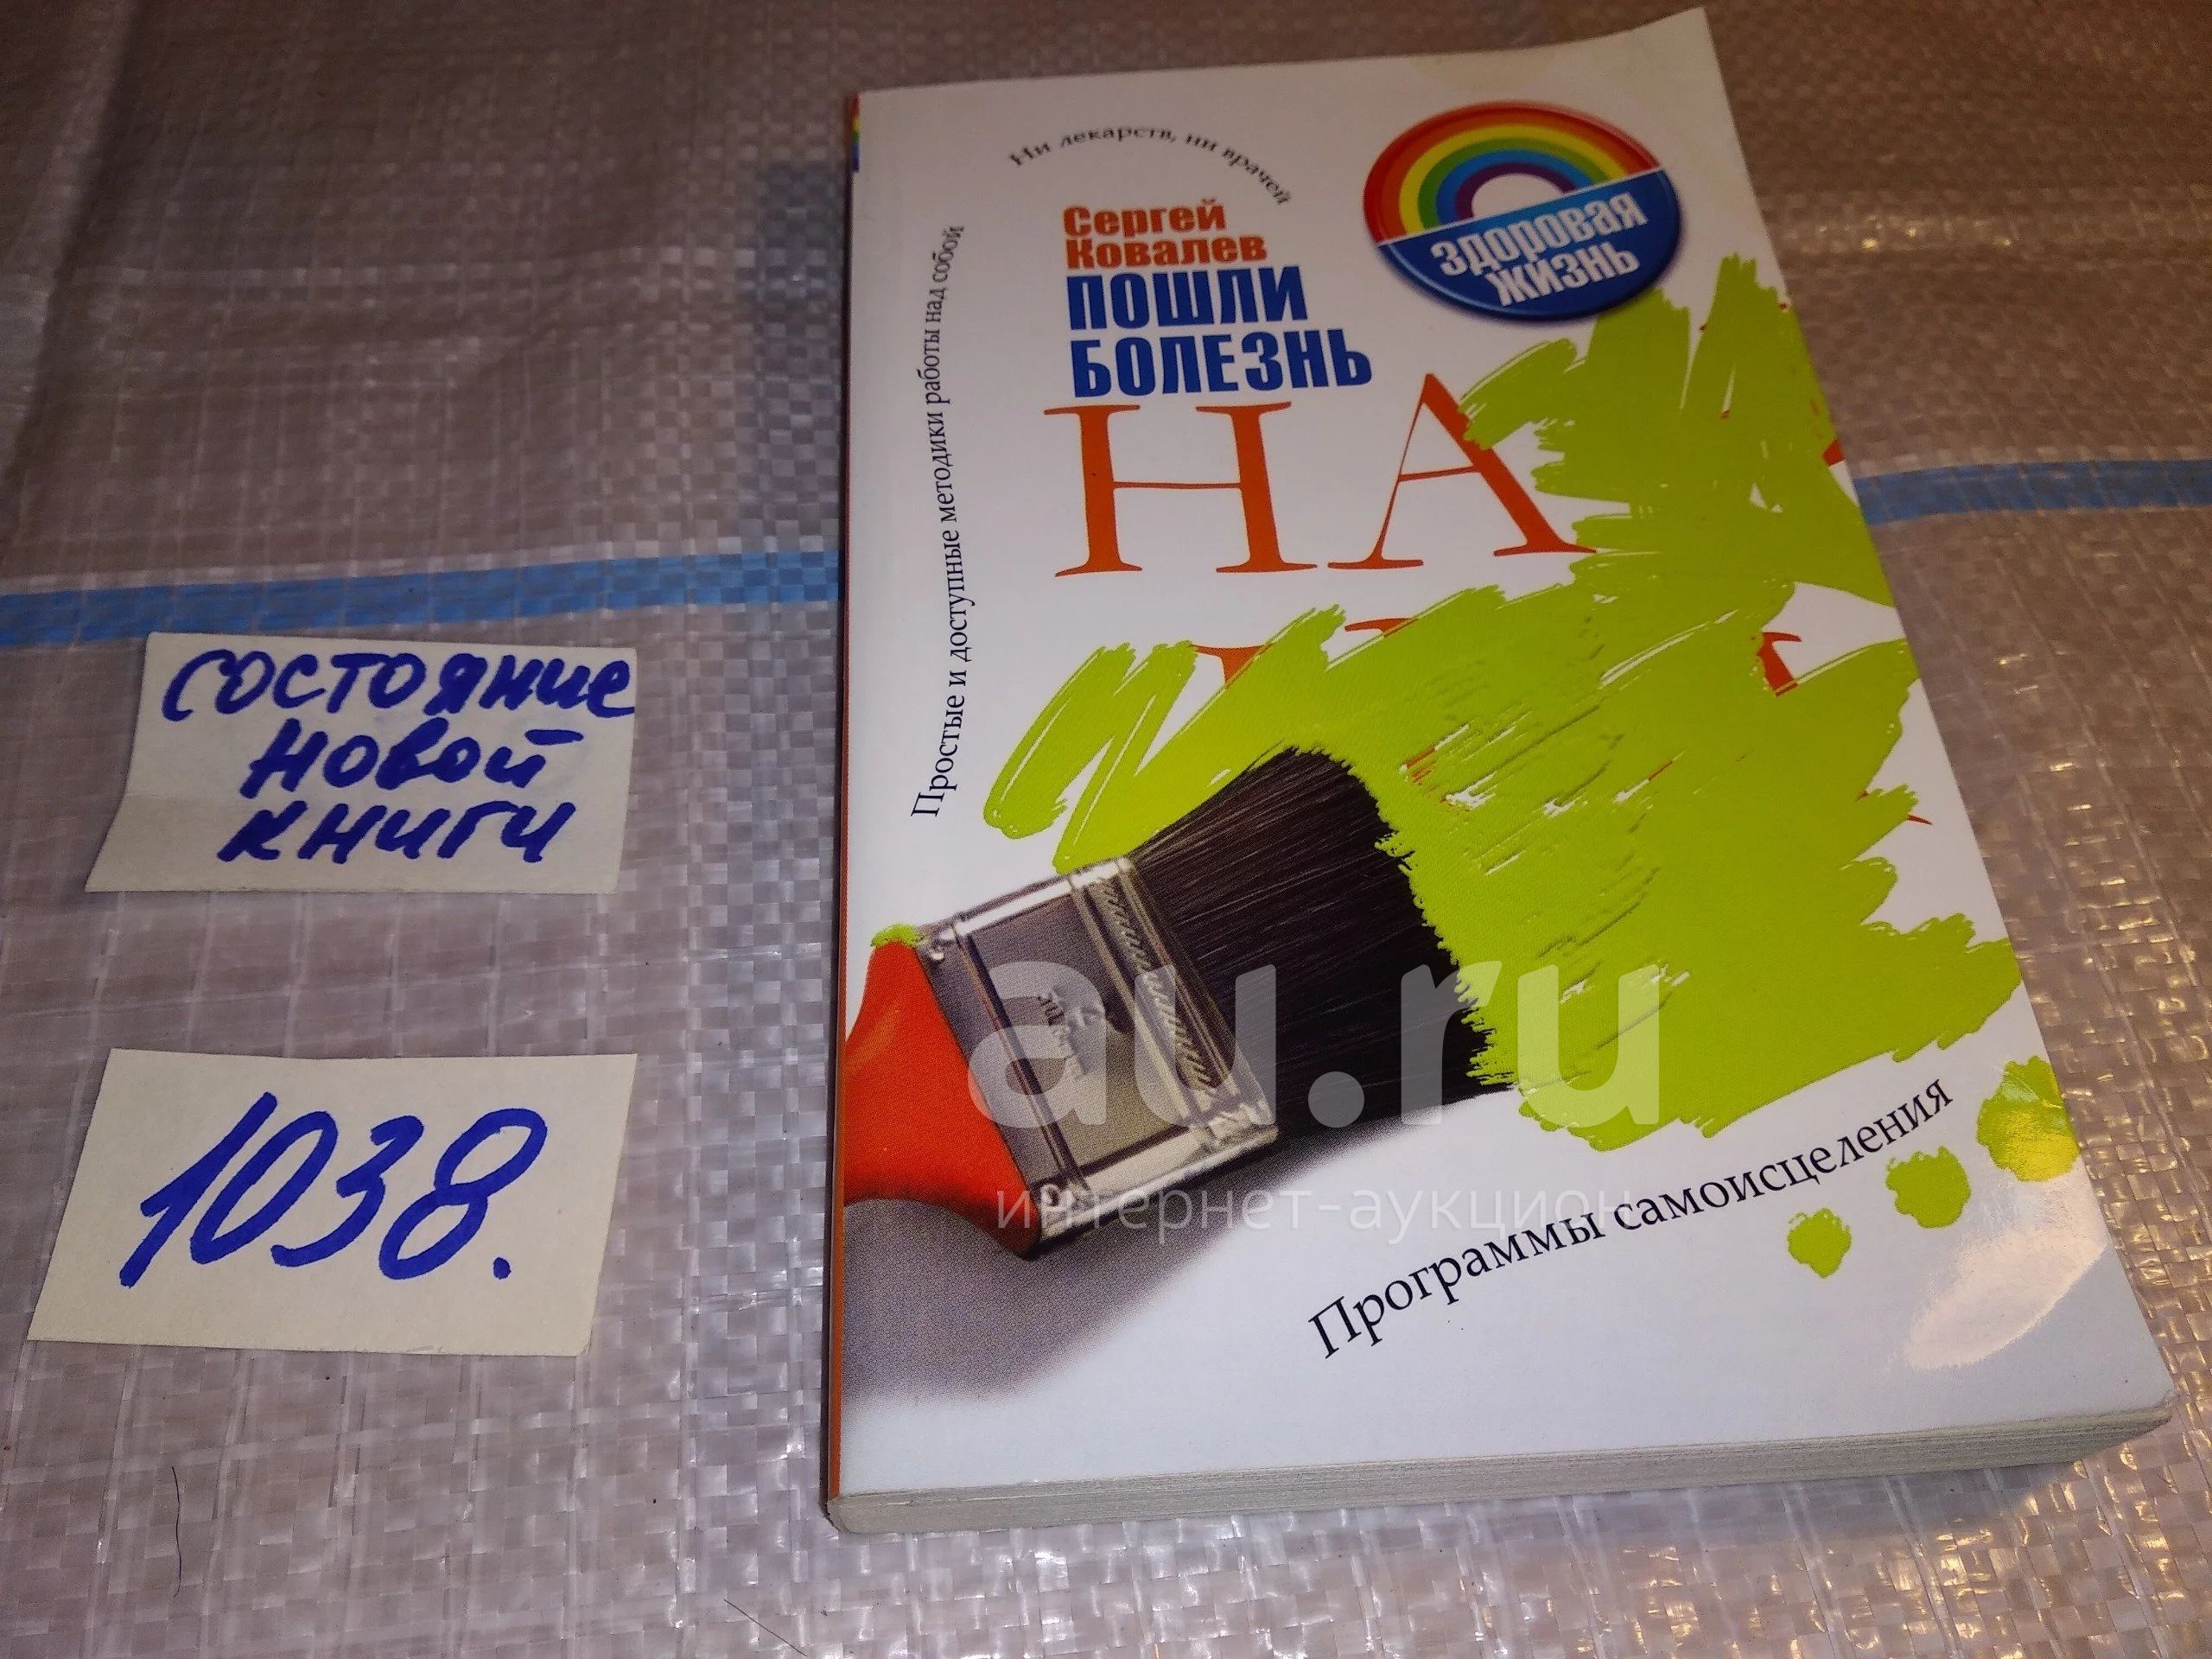 Ни лекарств, ни врачей
Сергей
Ковалев
ПОШЛИ
БОЛЕЗНЬ
НА
ЗДОРОВАЯ
ЖИЗНЬ
Простые и доступные методики работы над собой
Программы самоисцеления
состояние
новой
книги
1038.
au.ru
интернет-аукцион